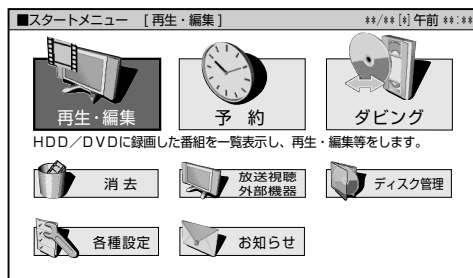 ■スタートメニュー [再生・編集] **/**[*]午前**:**
再生・編集 予約 ダビング
HDD/DVDに録画した番組を一覧表示し、再生・編集等をします。
消去 放送視聴 外部機器 ディスク管理
各種設定 お知らせ